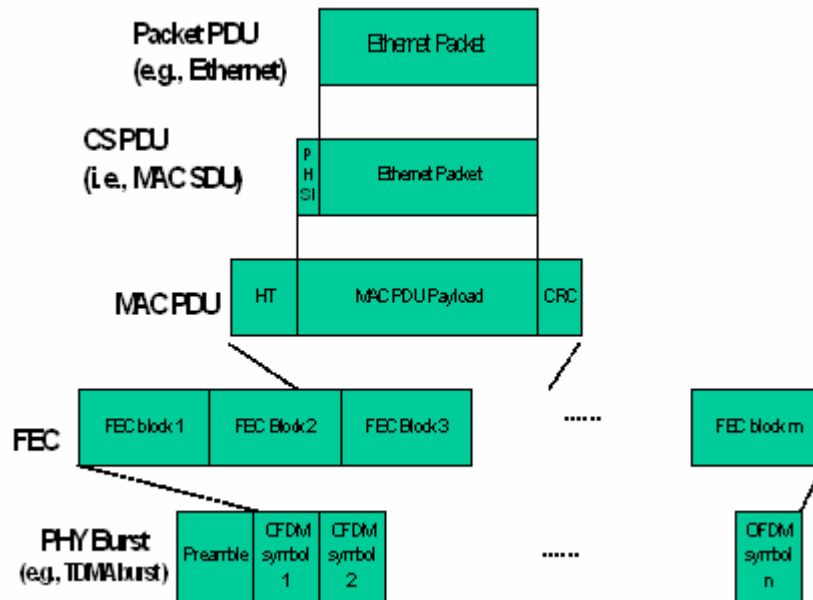 Packet PDU
(e.g., Ethernet)
Ethernet Packet
CS PDU
(i.e., MAC SDU)
P
H
SI
Ethernet Packet
MAC PDU
HT
MAC PDU Payload
CRC
FEC
FEC block 1
FEC Block 2
FEC Block 3
......
FEC block m
PHY Burst
(e.g., TDMA burst)
Preamble
OFDM
symbol
1
OFDM
symbol
2
......
OFDM
symbol
n